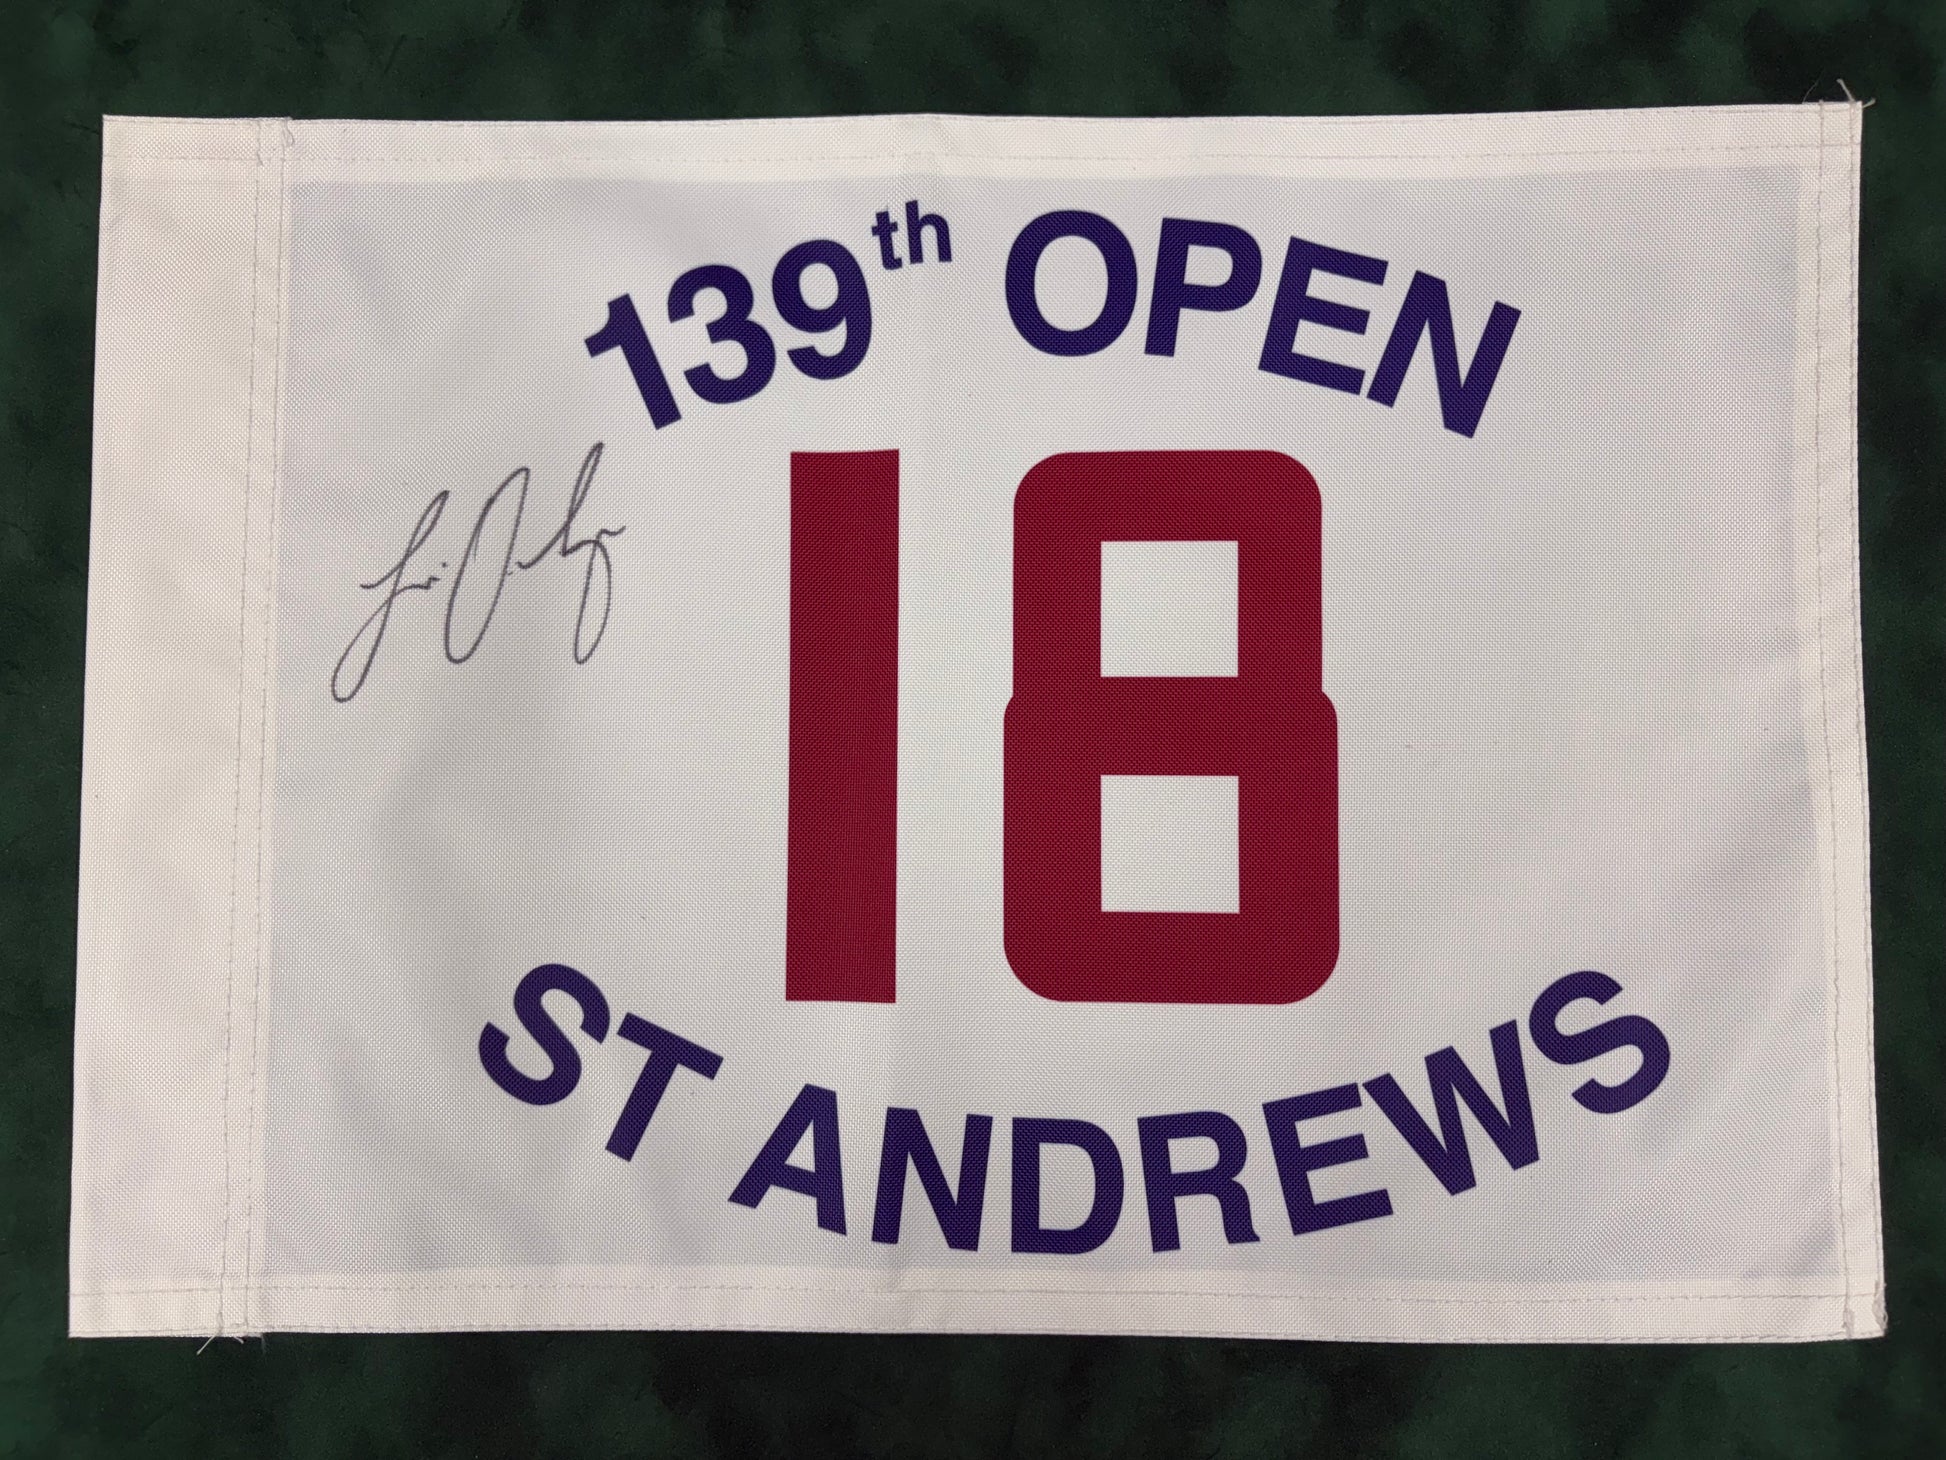 139th OPEN
18
ST ANDREWS